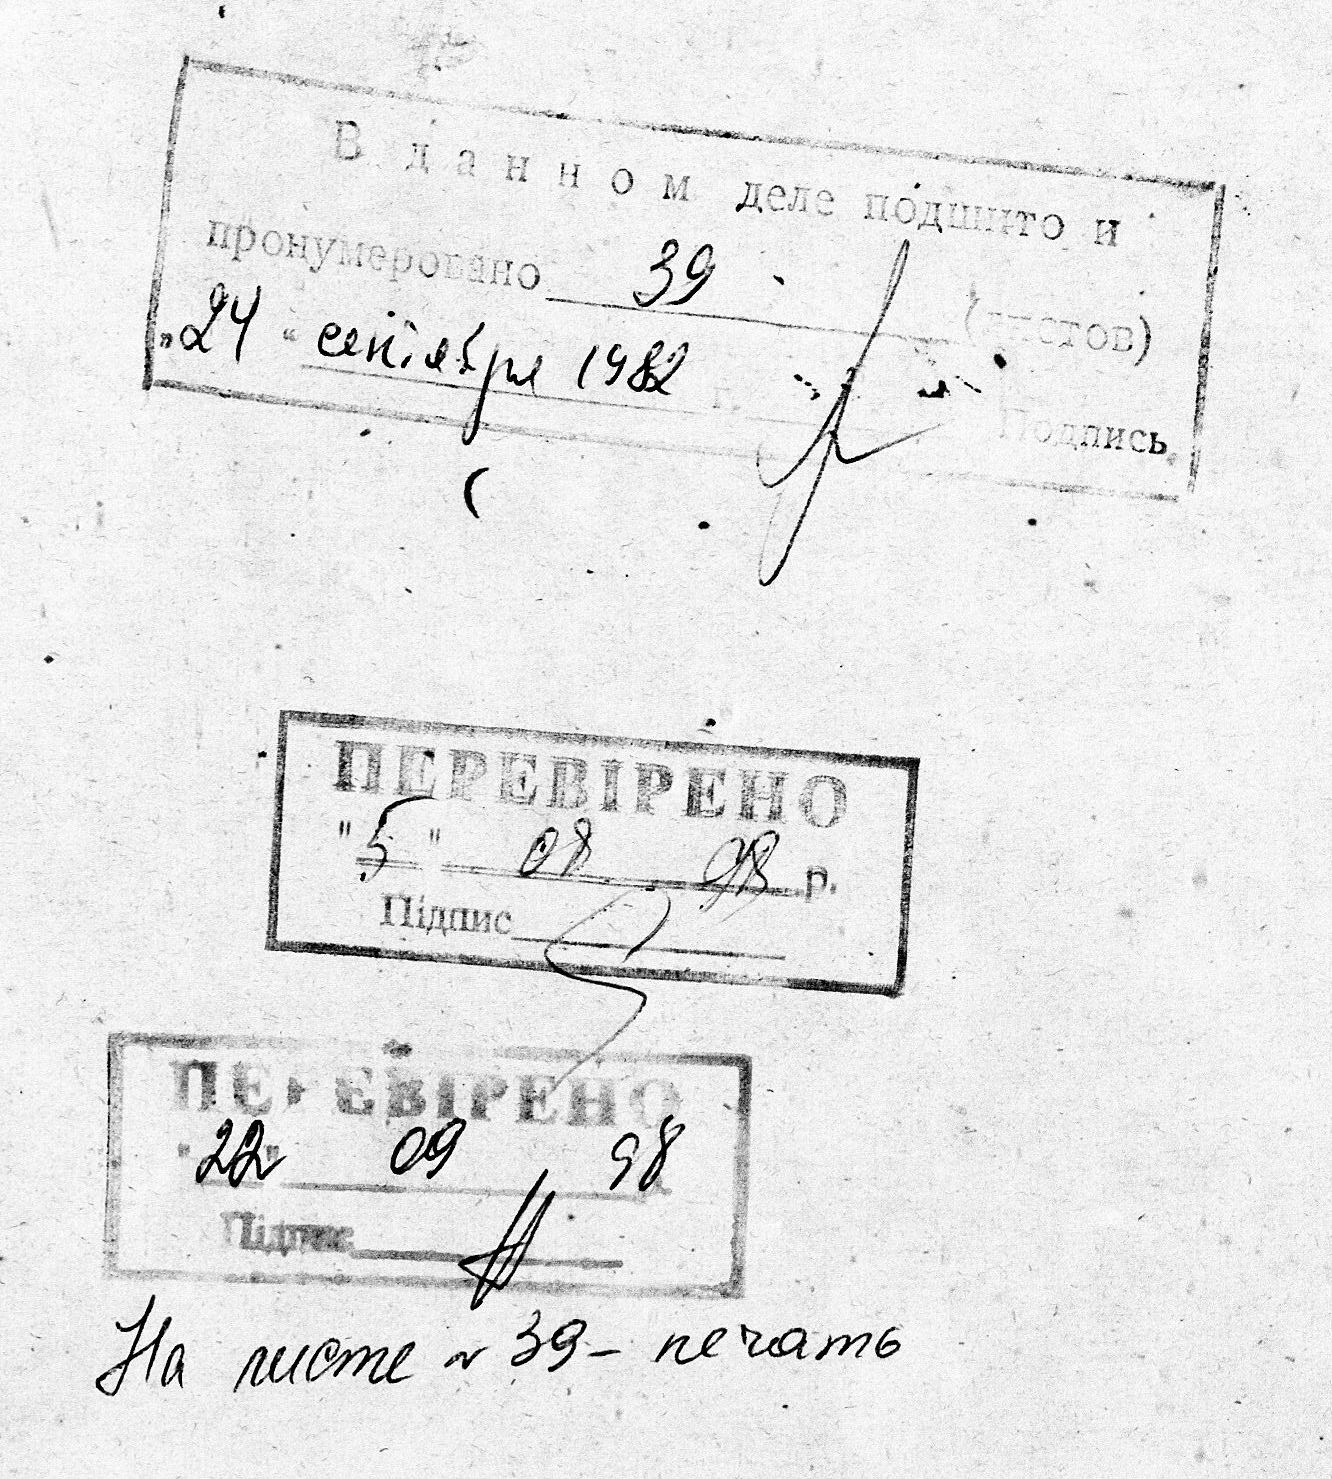 В данном деле подшито и
пронумеровано 39 (листов)
„24“ сентября 1982 г. Подпись
ПЕРЕВІРЕНО
"5" 08 98 р.
Підпис
ПЕРЕВІРЕНО
"22" 09 98
Підпис
На листе № 39 – печать